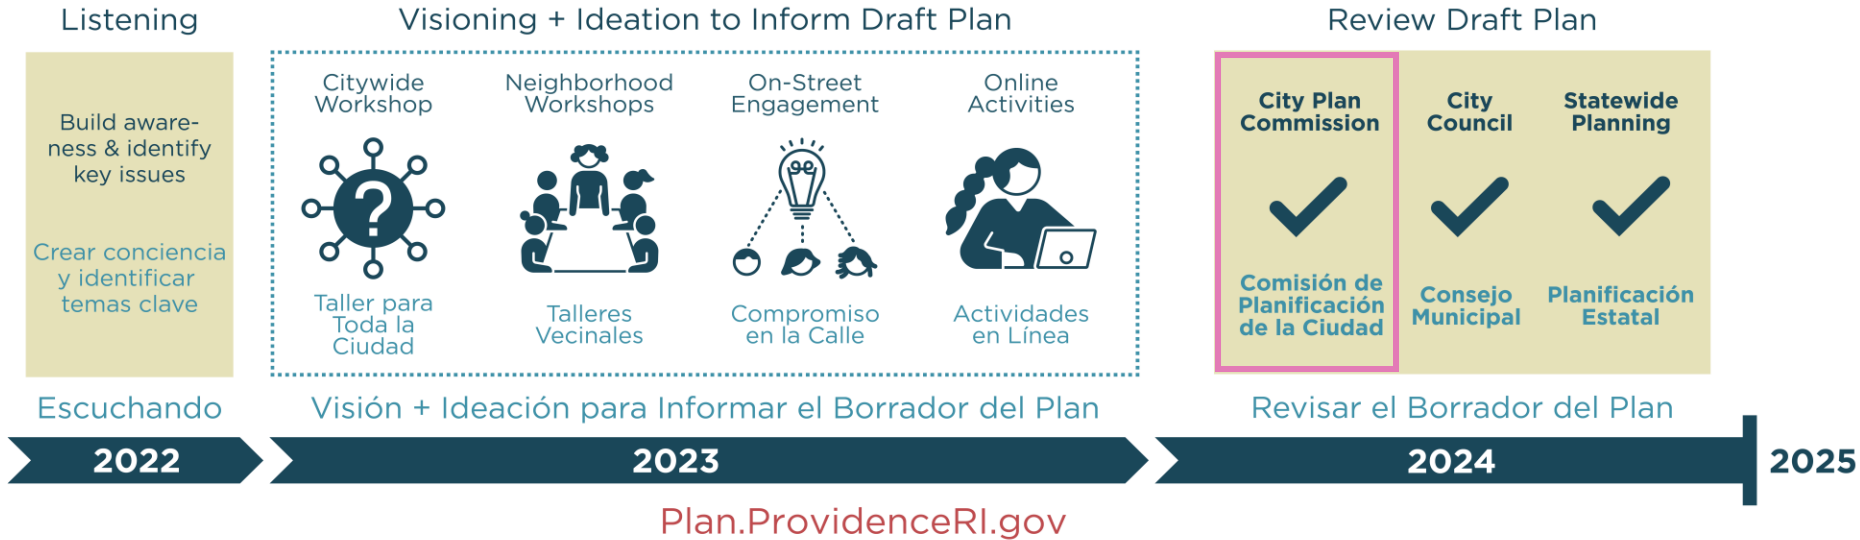 Listening
Build aware-
ness & identify
key issues
Crear conciencia
y identificar
temas clave
Escuchando
2022
Visioning + Ideation to Inform Draft Plan
Citywide
Workshop
?
Taller para
Toda la
Ciudad
Neighborhood
Workshops
Talleres
Vecinales
On-Street
Engagement
Compromiso
en la Calle
Online
Activities
Actividades
en Línea
Visión + Ideación para Informar el Borrador del Plan
2023
Review Draft Plan
City Plan
Commission
Comisión de
Planificación
de la Ciudad
City
Council
Consejo
Municipal
Statewide
Planning
Planificación
Estatal
Revisar el Borrador del Plan
2024
2025
Plan.ProvidenceRI.gov